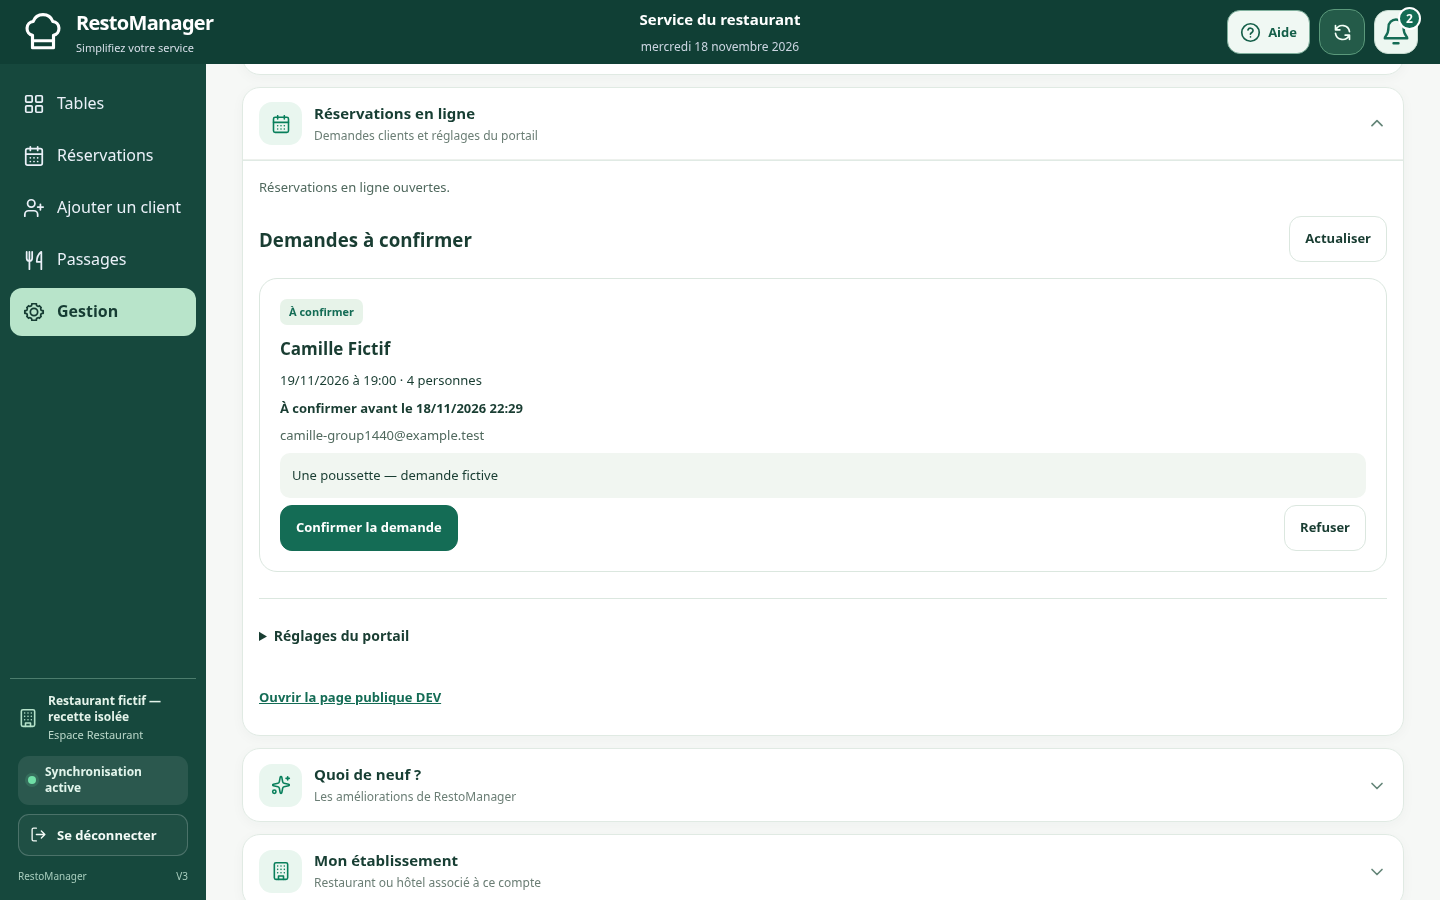 RestoManager
Simplifiez votre service
Service du restaurant
mercredi 18 novembre 2026
Aide
2
Tables
Réservations
Ajouter un client
Passages
Gestion
Restaurant fictif —
recette isolée
Espace Restaurant
Synchronisation
active
Se déconnecter
RestoManager V3
Réservations en ligne
Demandes clients et réglages du portail
Réservations en ligne ouvertes.
Demandes à confirmer
Actualiser
À confirmer
Camille Fictif
19/11/2026 à 19:00 · 4 personnes
À confirmer avant le 18/11/2026 22:29
camille-group1440@example.test
Une poussette — demande fictive
Confirmer la demande
Refuser
Réglages du portail
Ouvrir la page publique DEV
Quoi de neuf ?
Les améliorations de RestoManager
Mon établissement
Restaurant ou hôtel associé à ce compte